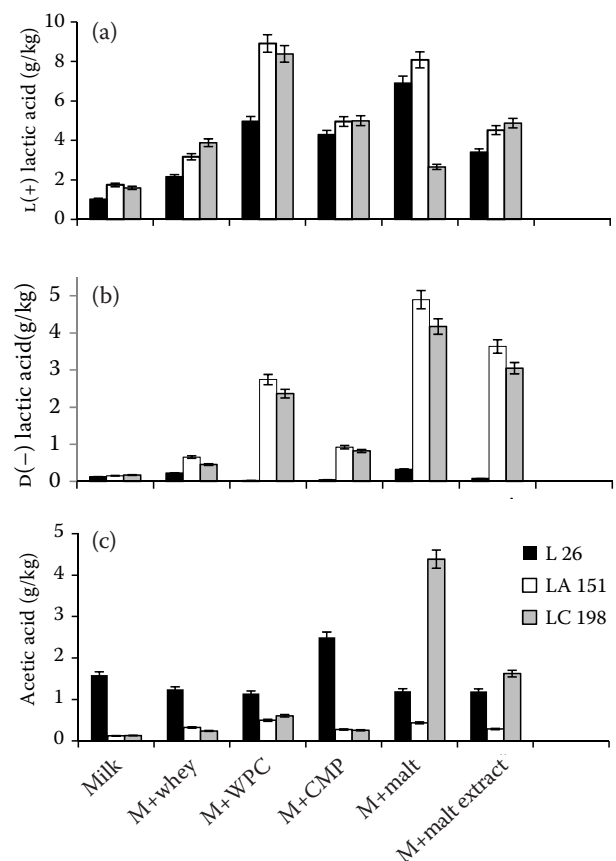 (a)
L(+) lactic acid (g/kg)
10
8
6
4
2
0
(b)
D(−) lactic acid(g/kg)
5
4
3
2
1
0
(c)
Acetic acid (g/kg)
5
4
3
2
1
0
L 26
LA 151
LC 198
Milk
M+whey
M+WPC
M+CMP
M+malt
M+malt extract